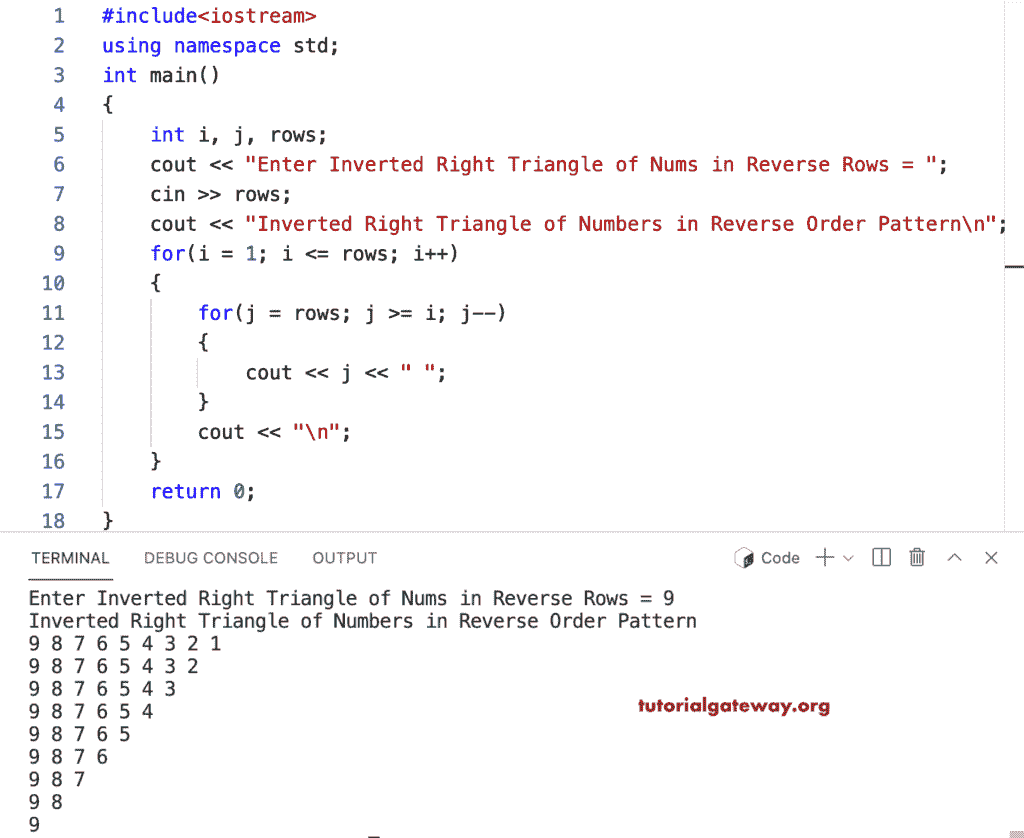 1 #include<iostream>
2 using namespace std;
3 int main()
4 {
5 int i, j, rows;
6 cout << "Enter Inverted Right Triangle of Nums in Reverse Rows = ";
7 cin >> rows;
8 cout << "Inverted Right Triangle of Numbers in Reverse Order Pattern\n";
9 for(i = 1; i <= rows; i++)
10 {
11 for(j = rows; j >= i; j--)
12 {
13 cout << j << " ";
14 }
15 cout << "\n";
16 }
17 return 0;
18 }
TERMINAL DEBUG CONSOLE OUTPUT Code
Enter Inverted Right Triangle of Nums in Reverse Rows = 9
Inverted Right Triangle of Numbers in Reverse Order Pattern
9 8 7 6 5 4 3 2 1
9 8 7 6 5 4 3 2
9 8 7 6 5 4 3
9 8 7 6 5 4
9 8 7 6 5
9 8 7 6
9 8 7
9 8
9
tutorialgateway.org